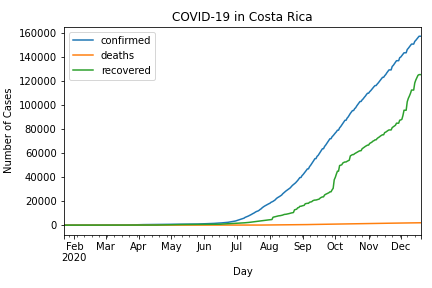 COVID-19 in Costa Rica
confirmed
deaths
recovered
Number of Cases
160000
140000
120000
100000
80000
60000
40000
20000
0
Feb Mar Apr May Jun Jul Aug Sep Oct Nov Dec
2020
Day